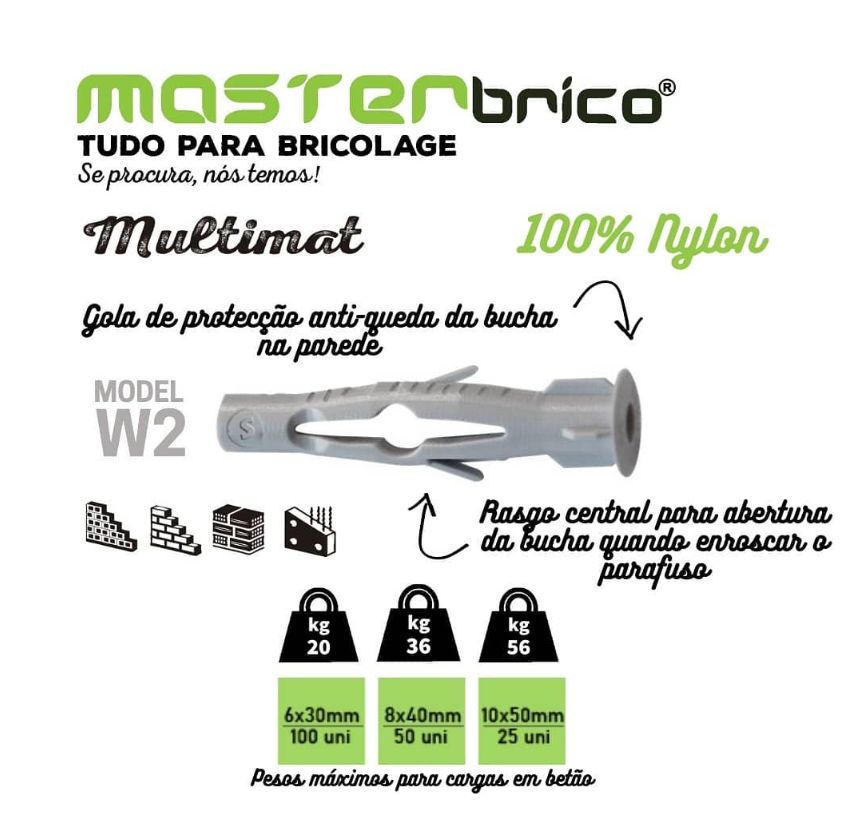 masterbrico®
TUDO PARA BRICOLAGE
Se procura, nós temos!
Multimat
100% Nylon
Gola de protecção anti-queda da bucha
na parede
MODEL
W2
S
Rasgo central para abertura
da bucha quando enroscar o
parafuso
kg
20
kg
36
kg
56
6x30mm
100 uni
8x40mm
50 uni
10x50mm
25 uni
Pesos máximos para cargas em betão